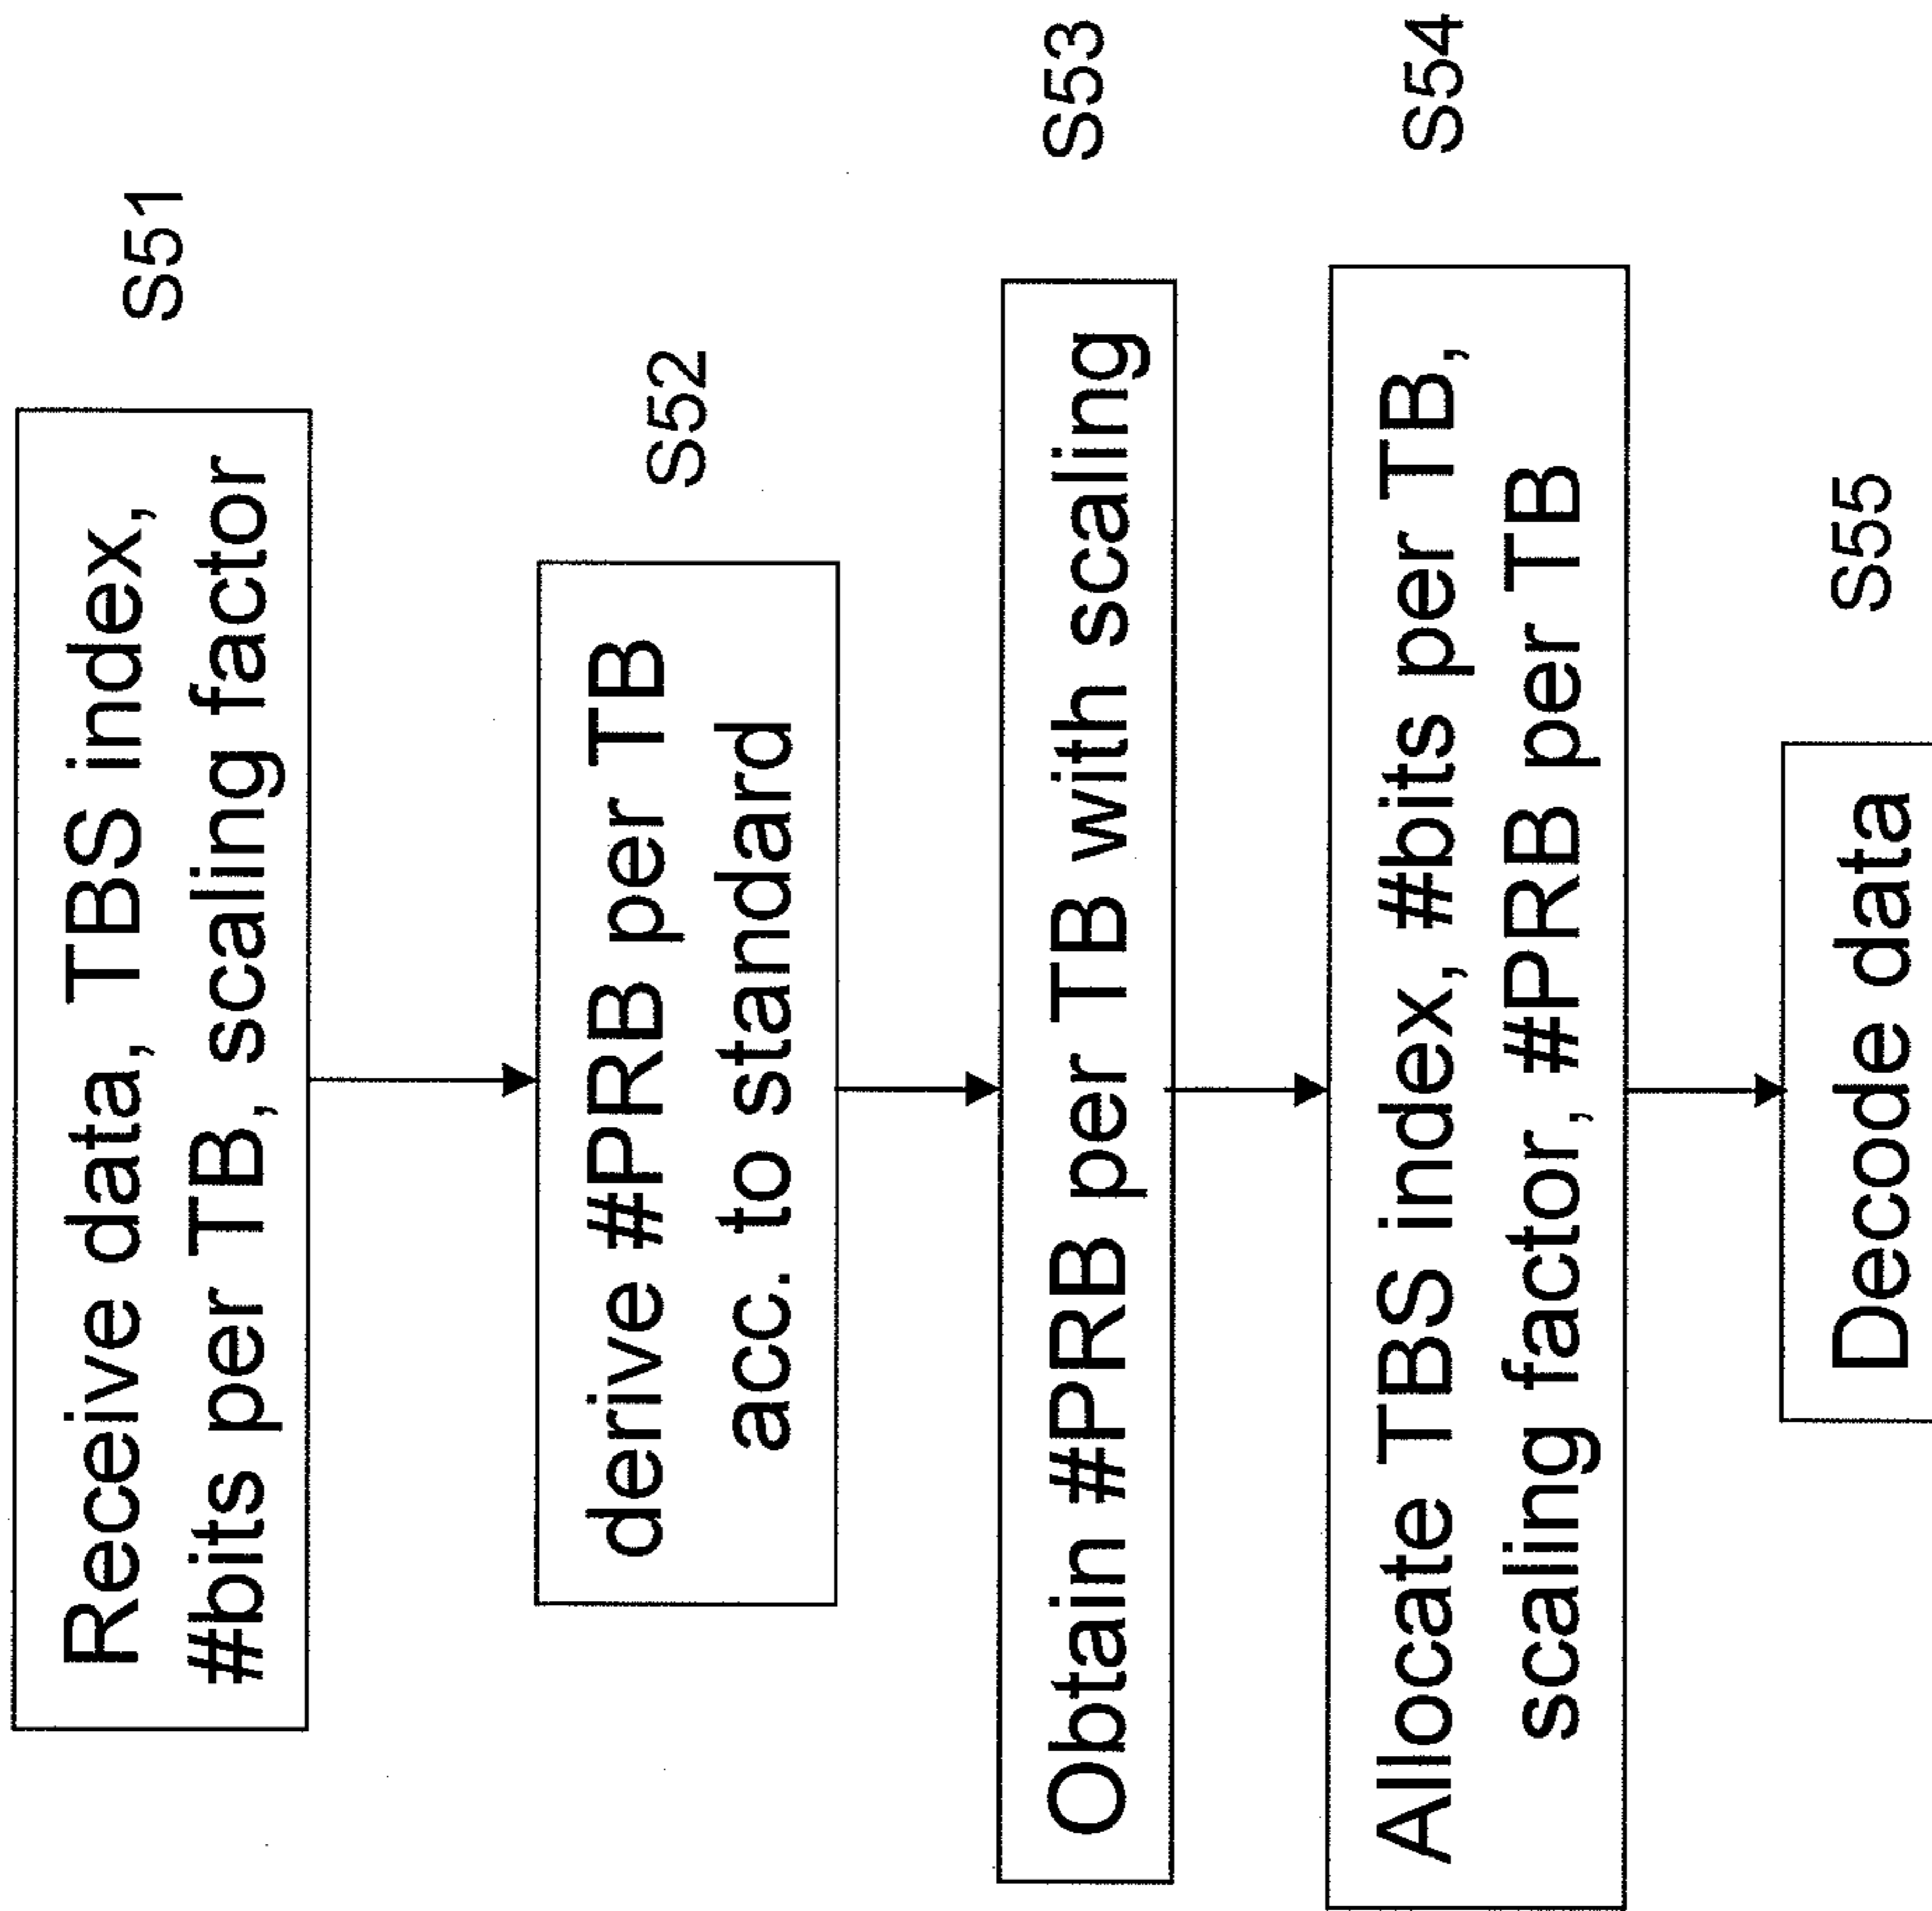 Receive data, TBS index,
#bits per TB, scaling factor
S51
derive #PRB per TB
acc. to standard
S52
Obtain #PRB per TB with scaling
S53
Allocate TBS index, #bits per TB,
scaling factor, #PRB per TB
S54
Decode data
S55